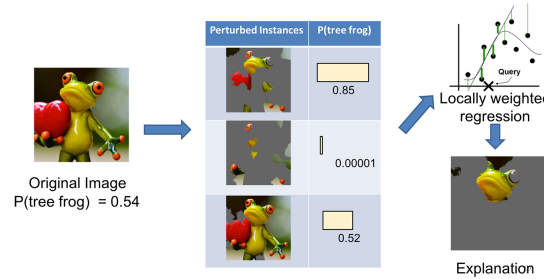 Perturbed Instances
P(tree frog)
0.85
0.00001
0.52
Original Image
P(tree frog) = 0.54
Query
Locally weighted
regression
Explanation